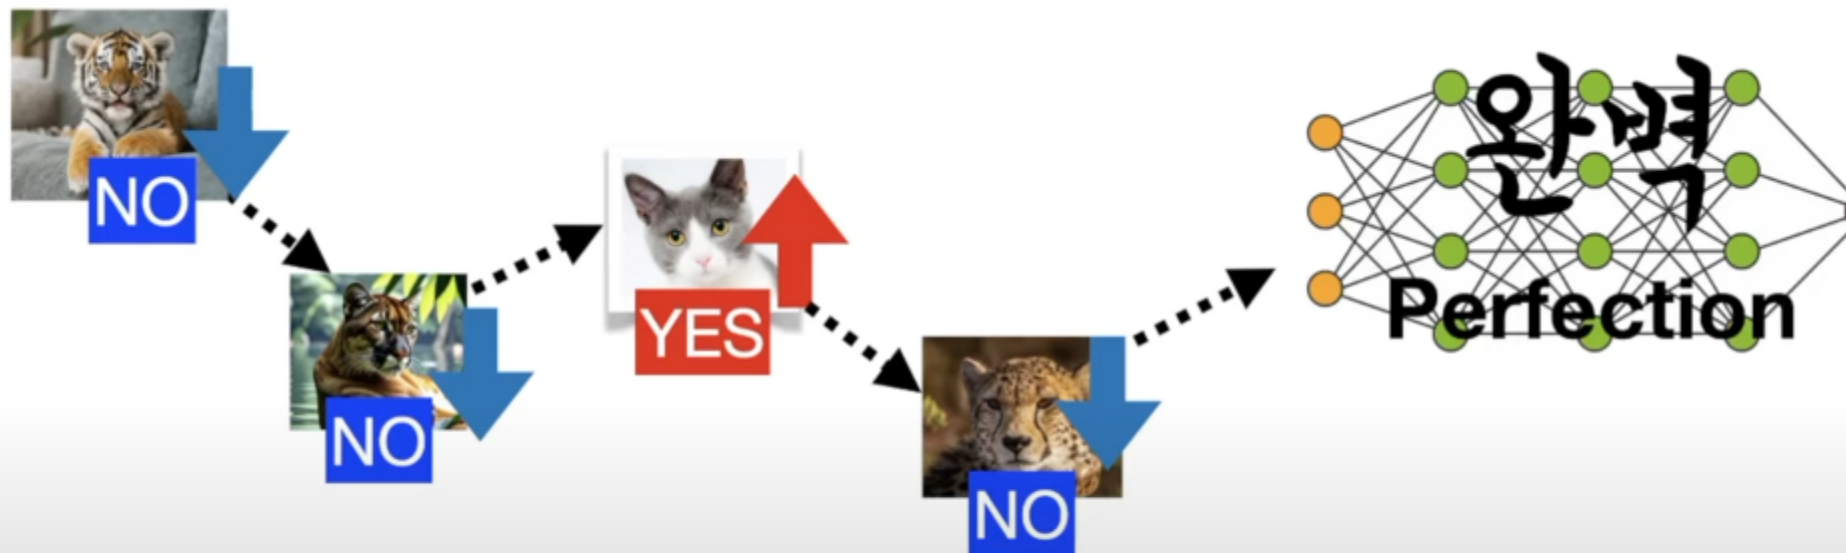 NO
NO
YES
NO
완벽
Perfection